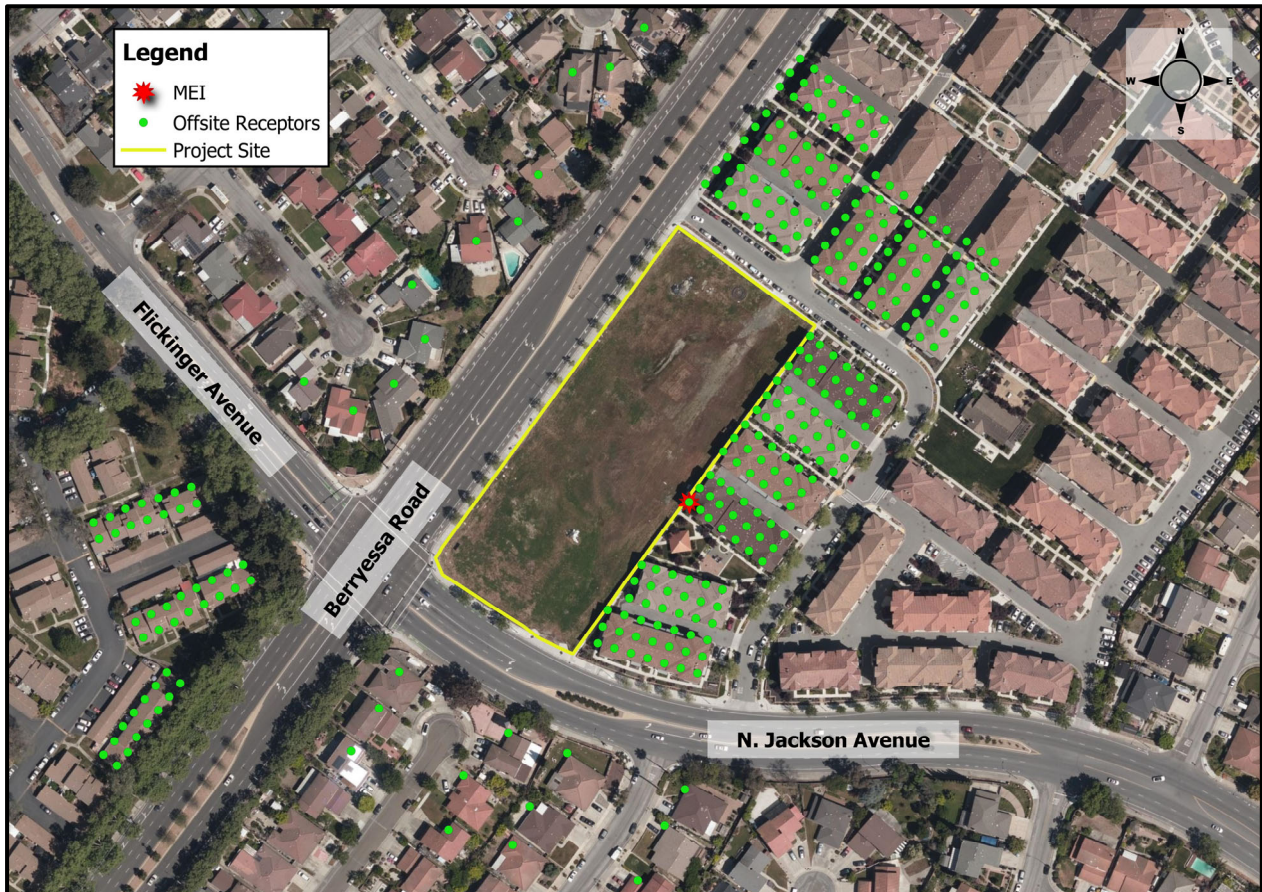 Legend
MEI
Offsite Receptors
Project Site
N
W
E
S
Flickinger Avenue
Berryessa Road
N. Jackson Avenue